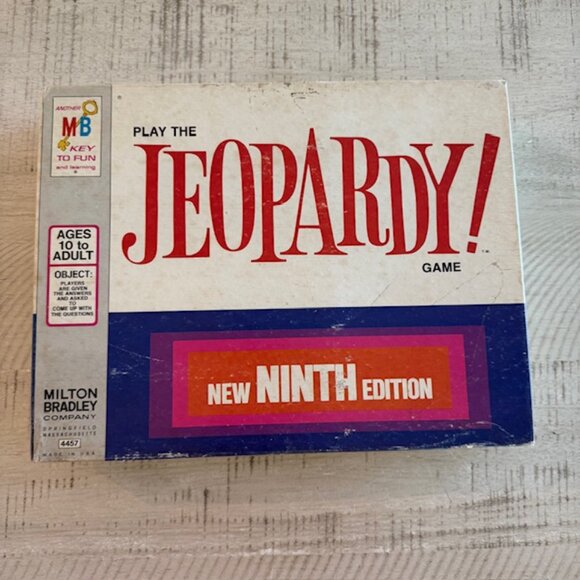 ANOTHER
MB
KEY
TO FUN
and learning
AGES
10 to
ADULT
OBJECT:
PLAYERS
ARE GIVEN
THE ANSWERS
AND ASKED
TO
COME UP WITH
THE QUESTIONS
MILTON
BRADLEY
COMPANY
SPRINGFIELD
MASSACHUSETTS
4457
MADE IN USA
PLAY THE
JEOPARDY!
GAME
NEW NINTH EDITION